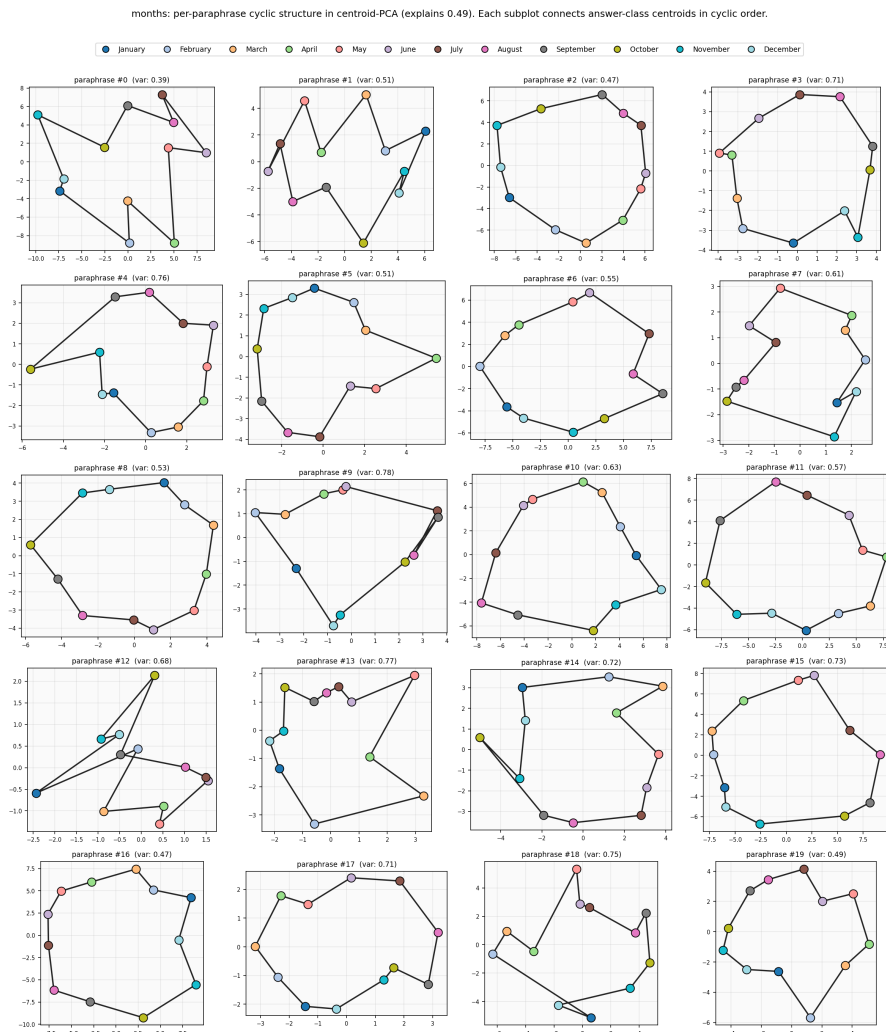 months: per-paraphrase cyclic structure in centroid-PCA (explains 0.49). Each subplot connects answer-class centroids in cyclic order.
January February March April May June July August September October November December
paraphrase #0 (var: 0.39)
paraphrase #1 (var: 0.51)
paraphrase #2 (var: 0.47)
paraphrase #3 (var: 0.71)
paraphrase #4 (var: 0.76)
paraphrase #5 (var: 0.51)
paraphrase #6 (var: 0.55)
paraphrase #7 (var: 0.61)
paraphrase #8 (var: 0.53)
paraphrase #9 (var: 0.78)
paraphrase #10 (var: 0.63)
paraphrase #11 (var: 0.57)
paraphrase #12 (var: 0.68)
paraphrase #13 (var: 0.77)
paraphrase #14 (var: 0.72)
paraphrase #15 (var: 0.73)
paraphrase #16 (var: 0.47)
paraphrase #17 (var: 0.71)
paraphrase #18 (var: 0.75)
paraphrase #19 (var: 0.49)